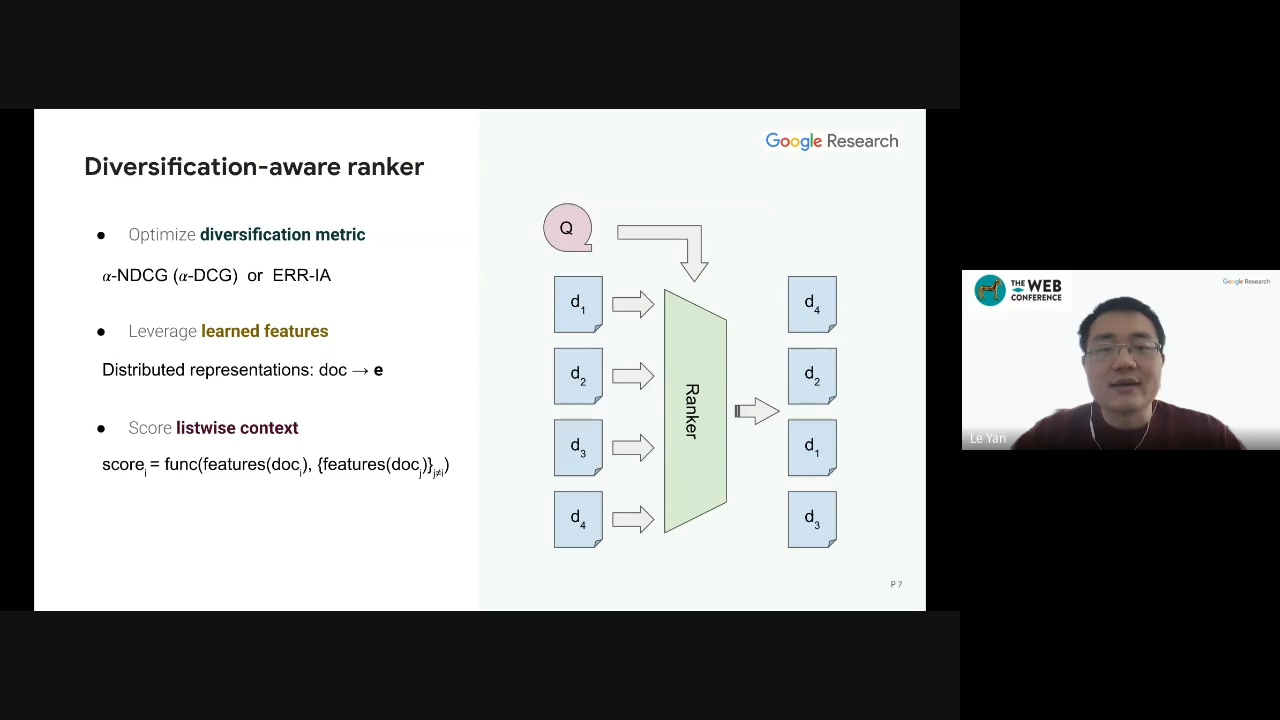 Diversification-aware ranker
● Optimize diversification metric
α-NDCG (α-DCG) or ERR-IA
● Leverage learned features
Distributed representations: doc → e
● Score listwise context
scoreᵢ = func(features(docᵢ), {features(docⱼ)}ⱼ≠ᵢ)
Google Research
Q
d₁
d₂
d₃
d₄
Ranker
d₄
d₂
d₁
d₃
P 7
THE WEB
CONFERENCE
Google Research
Le Yan